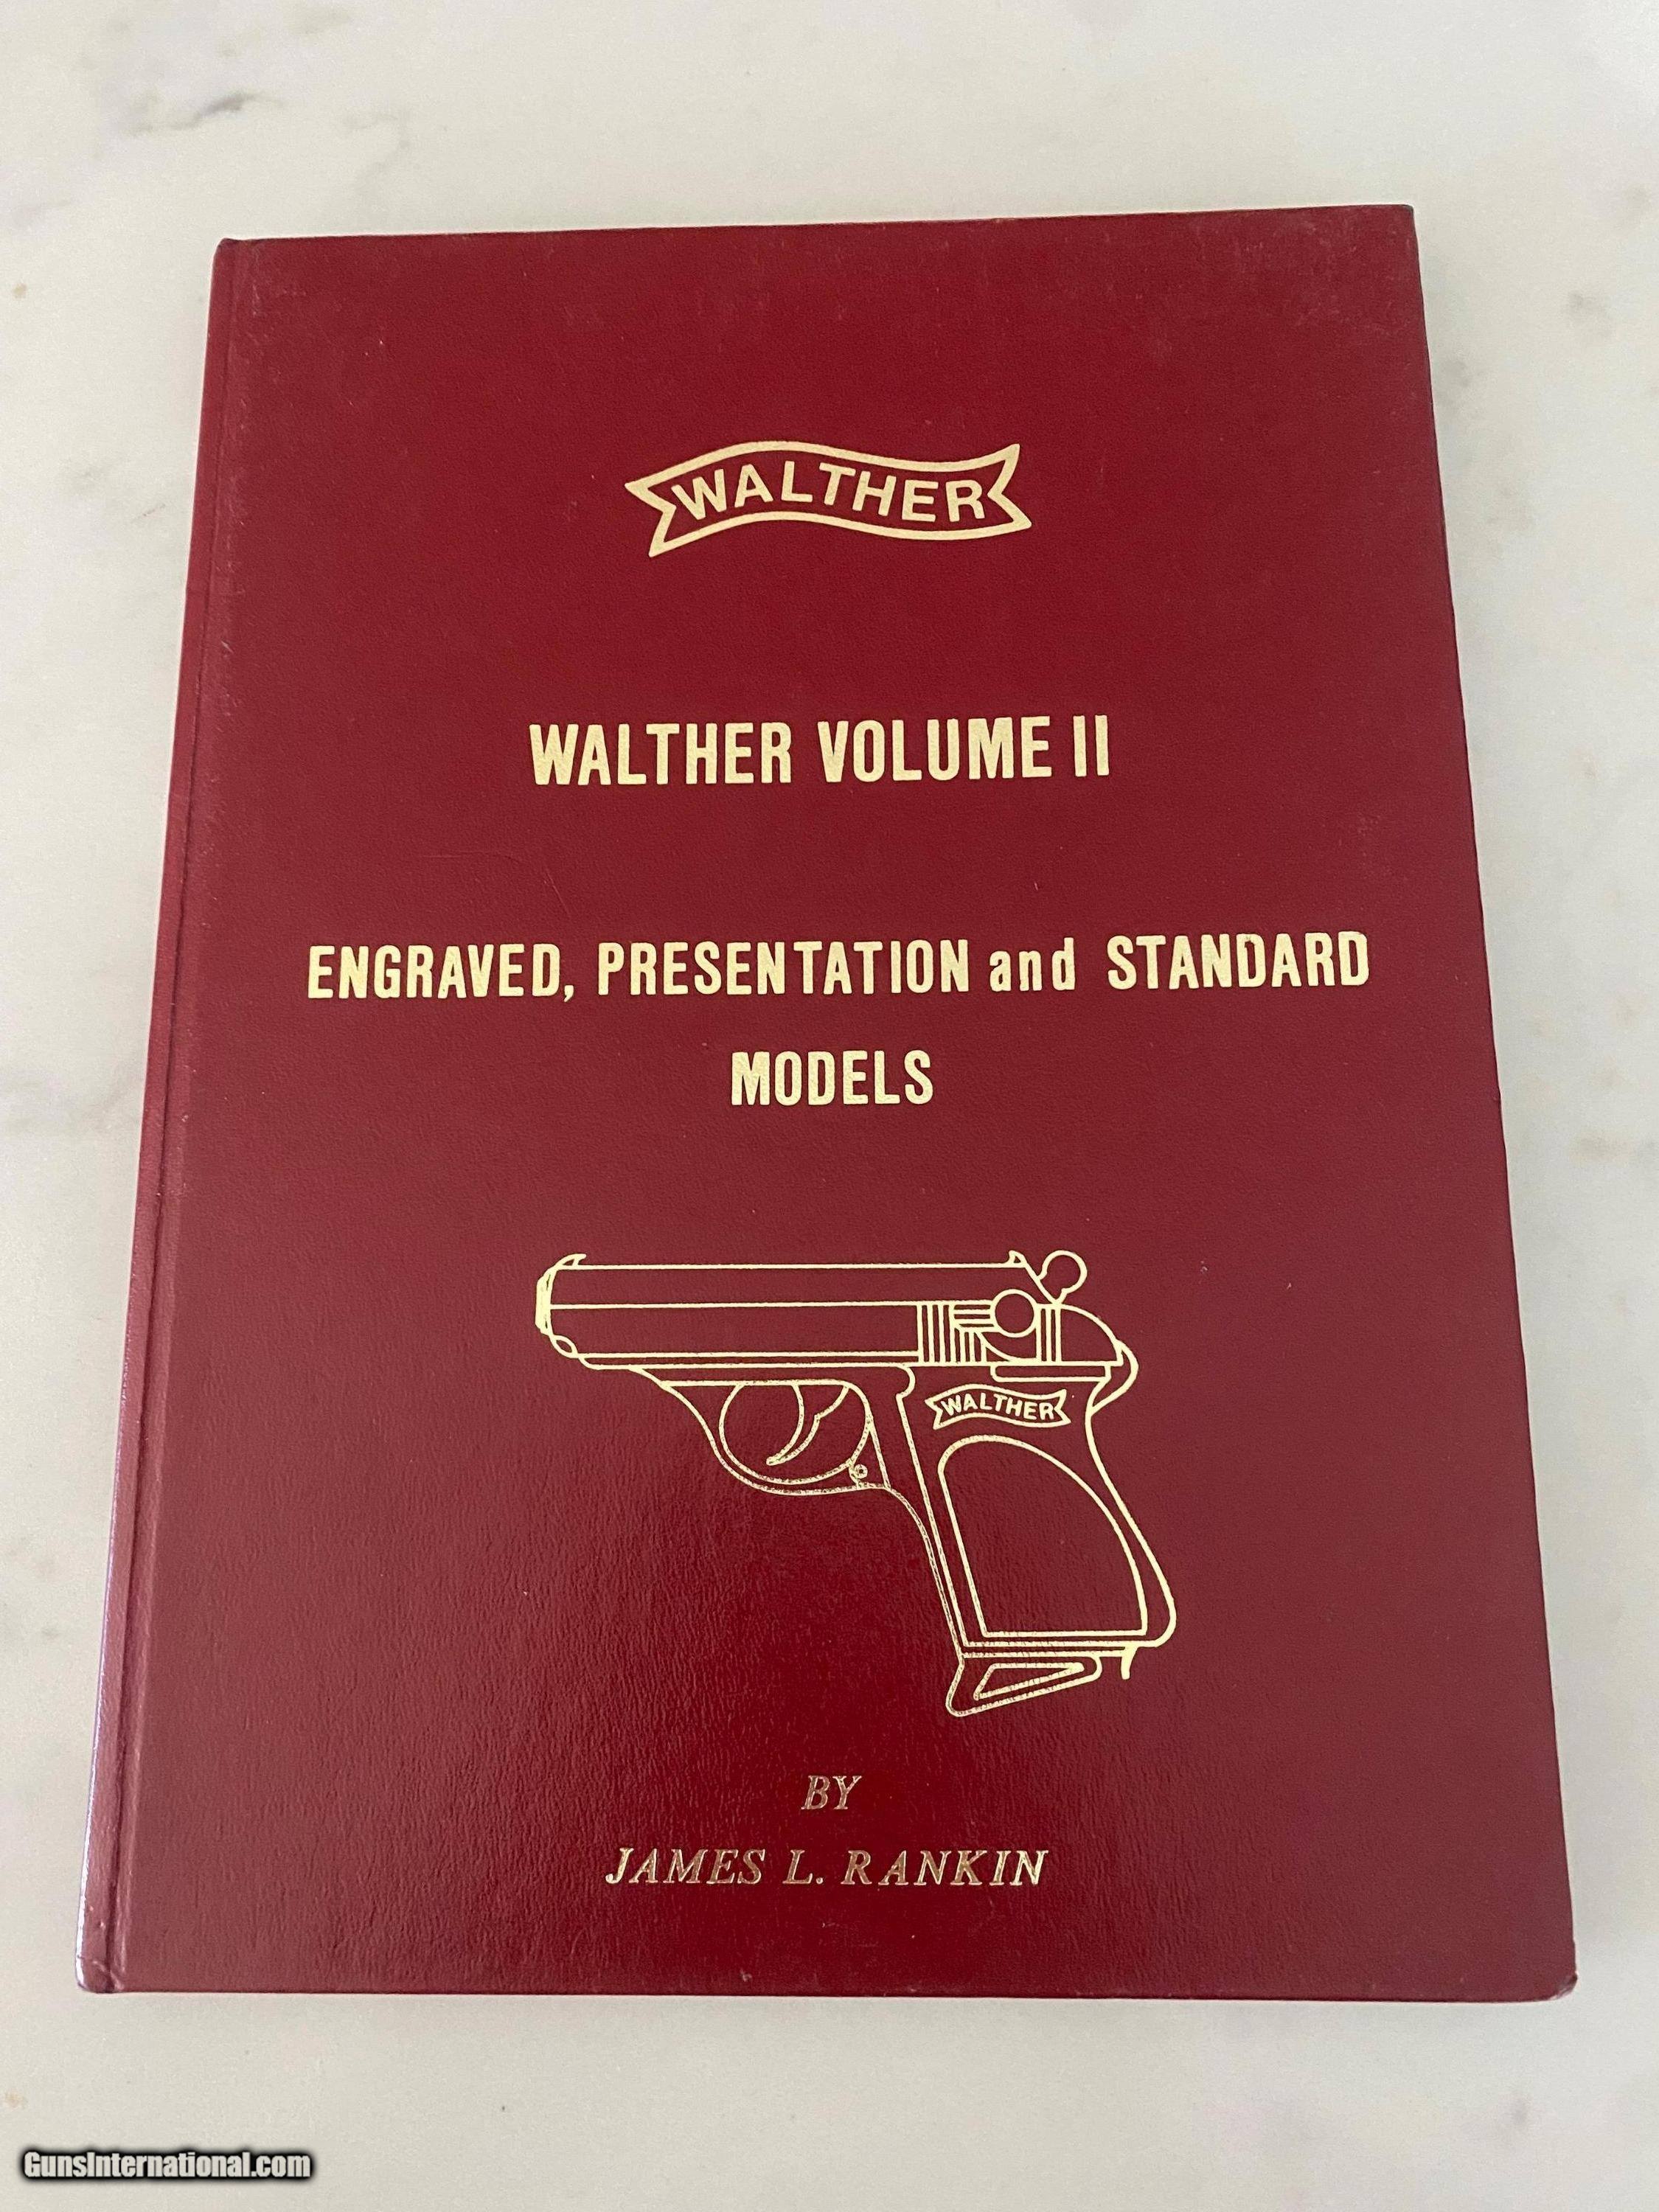 WALTHER
WALTHER VOLUME II
ENGRAVED, PRESENTATION and STANDARD
MODELS
WALTHER
BY
JAMES L. RANKIN
GunsInternational.com